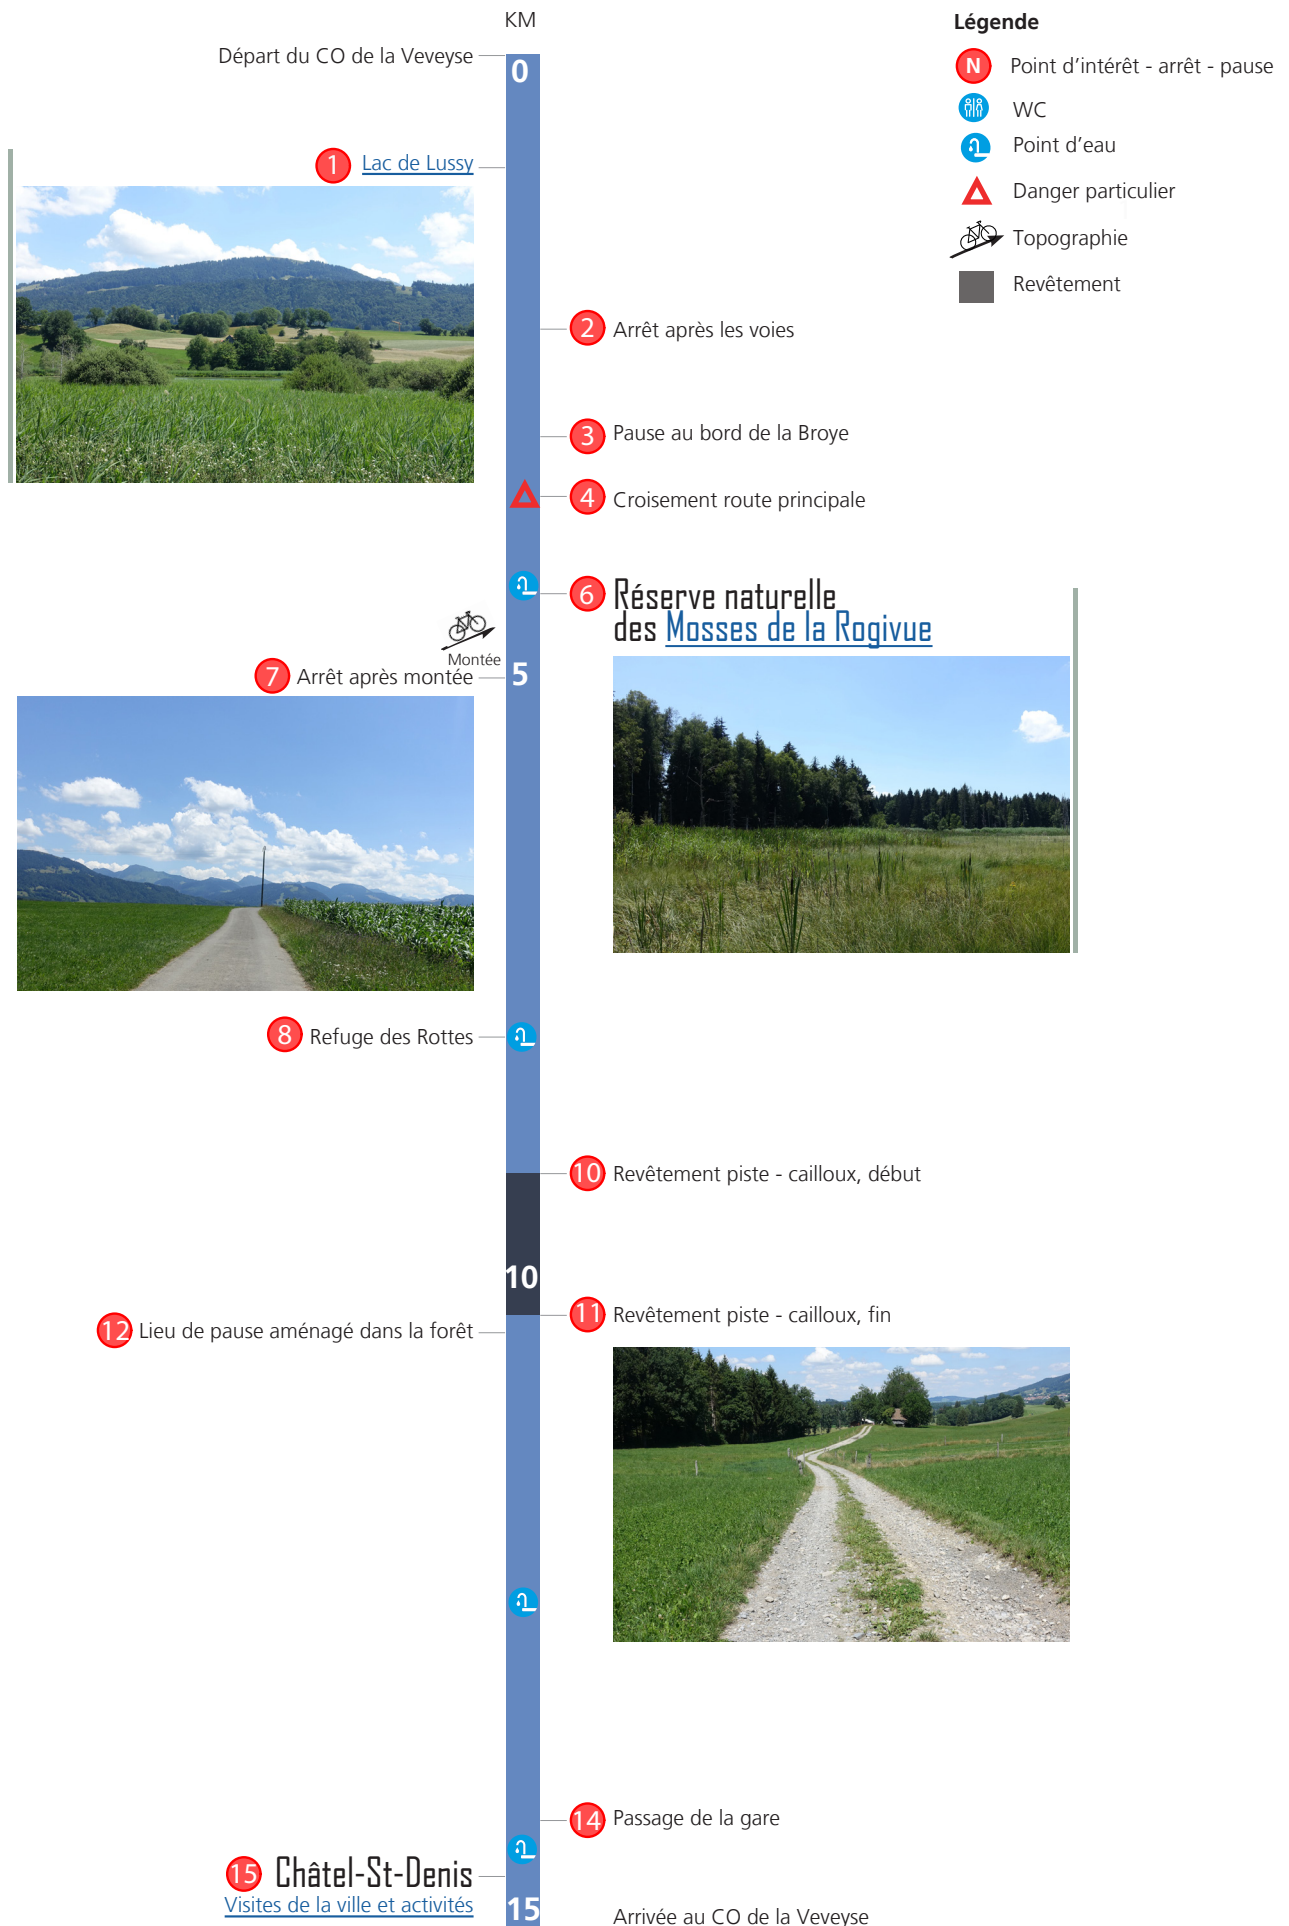 KM
Légende
Départ du CO de la Veveyse
0
N Point d'intérêt - arrêt - pause
WC
Point d'eau
1 Lac de Lussy
Danger particulier
Topographie
Revêtement
2 Arrêt après les voies
3 Pause au bord de la Broye
4 Croisement route principale
6 Réserve naturelle
des Mosses de la Rogivue
Montée
7 Arrêt après montée
5
8 Refuge des Rottes
10 Revêtement piste - cailloux, début
10
11 Revêtement piste - cailloux, fin
12 Lieu de pause aménagé dans la forêt
14 Passage de la gare
15 Châtel-St-Denis
Visites de la ville et activités
15
Arrivée au CO de la Veveyse